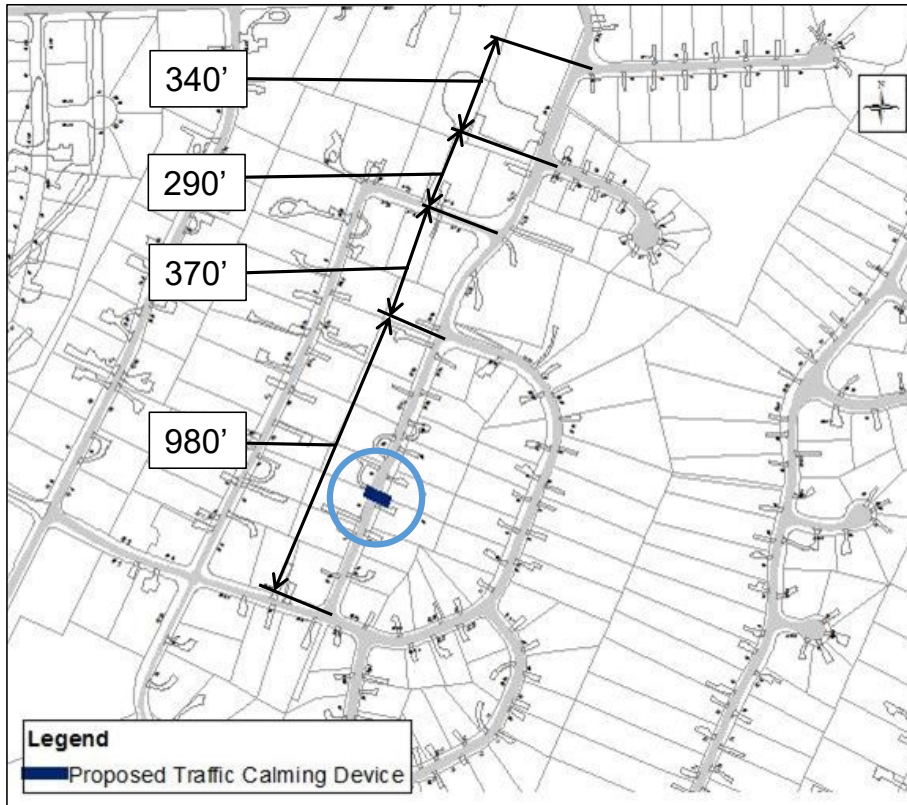 340’
N
290’
370’
980’
Legend
Proposed Traffic Calming Device